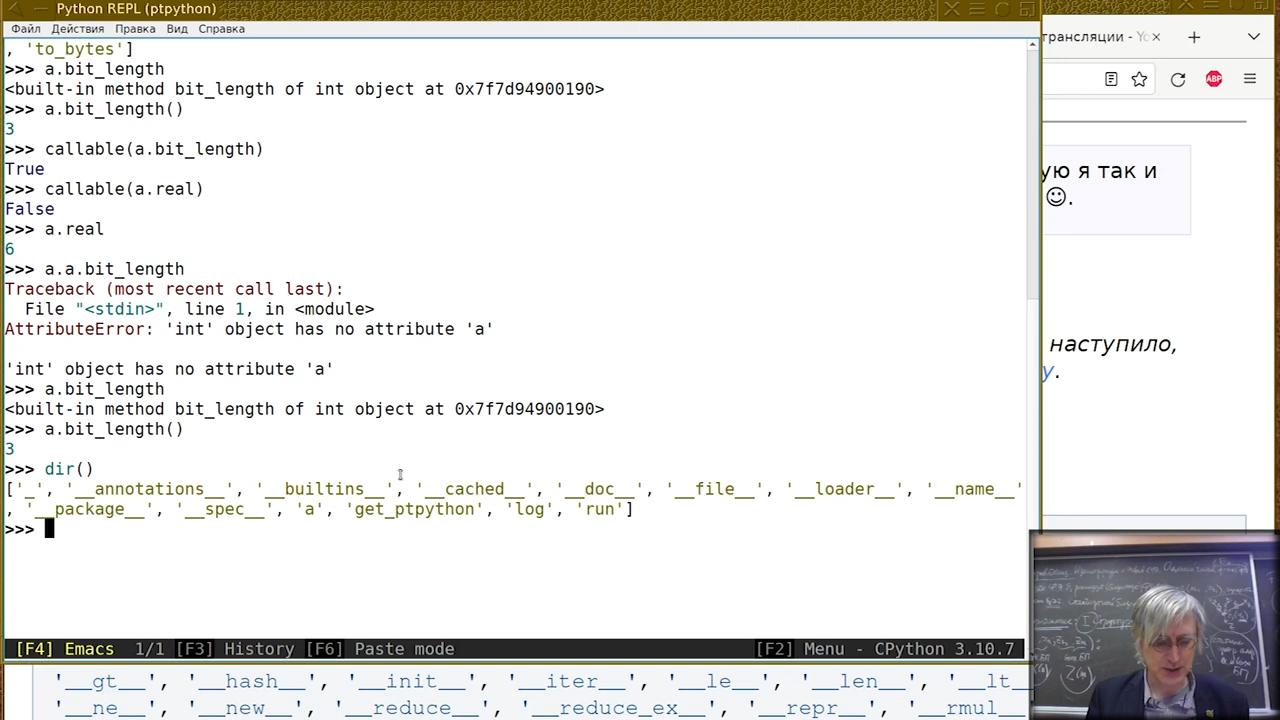 Python REPL (ptpython)
Файл Действия Правка Вид Справка
, 'to_bytes']
>>> a.bit_length
<built-in method bit_length of int object at 0x7f7d94900190>
>>> a.bit_length()
3
>>> callable(a.bit_length)
True
>>> callable(a.real)
False
>>> a.real
6
>>> a.a.bit_length
Traceback (most recent call last):
File "<stdin>", line 1, in <module>
AttributeError: 'int' object has no attribute 'a'
'int' object has no attribute 'a'
>>> a.bit_length
<built-in method bit_length of int object at 0x7f7d94900190>
>>> a.bit_length()
3
>>> dir()
['_', '__annotations__', '__builtins__', '__cached__', '__doc__', '__file__', '__loader__', '__name__'
, '__package__', '__spec__', 'a', 'get_ptpython', 'log', 'run']
>>>
[F4] Emacs 1/1 [F3] History [F6] Paste mode [F2] Menu - CPython 3.10.7
трансляции - Yo
ABP
ую я так и
☺.
наступило,
у.
'__gt__', '__hash__', '__init__', '__iter__', '__le__', '__len__', '__lt__
'__ne__', '__new__', '__reduce__', '__reduce_ex__', '__repr__', '__rmul__